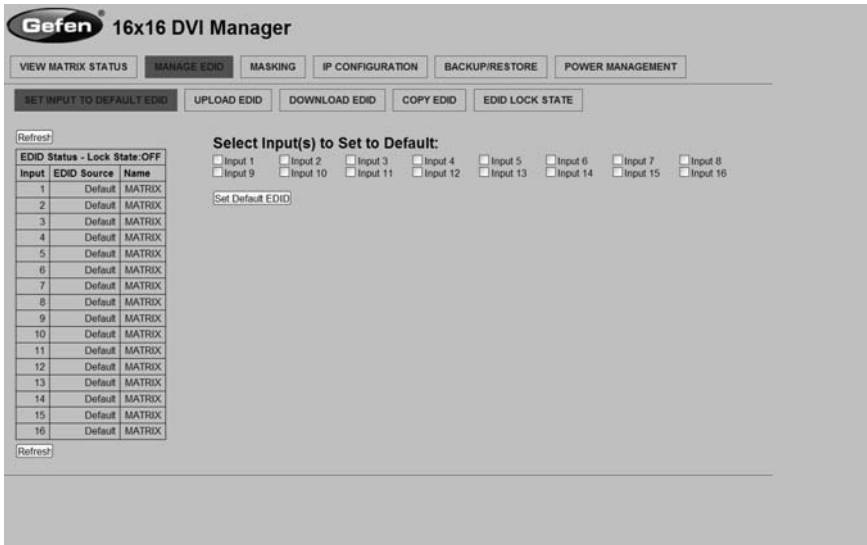 Gefen 16x16 DVI Manager
VIEW MATRIX STATUS MANAGE EDID MASKING IP CONFIGURATION BACKUP/RESTORE POWER MANAGEMENT
SET INPUT TO DEFAULT EDID UPLOAD EDID DOWNLOAD EDID COPY EDID EDID LOCK STATE
Refresh
Select Input(s) to Set to Default:
EDID Status - Lock State:OFF
Input 1 Input 2 Input 3 Input 4 Input 5 Input 6 Input 7 Input 8
Input 9 Input 10 Input 11 Input 12 Input 13 Input 14 Input 15 Input 16
Set Default EDID
Input EDID Source Name
1 Default MATRIX
2 Default MATRIX
3 Default MATRIX
4 Default MATRIX
5 Default MATRIX
6 Default MATRIX
7 Default MATRIX
8 Default MATRIX
9 Default MATRIX
10 Default MATRIX
11 Default MATRIX
12 Default MATRIX
13 Default MATRIX
14 Default MATRIX
15 Default MATRIX
16 Default MATRIX
Refresh